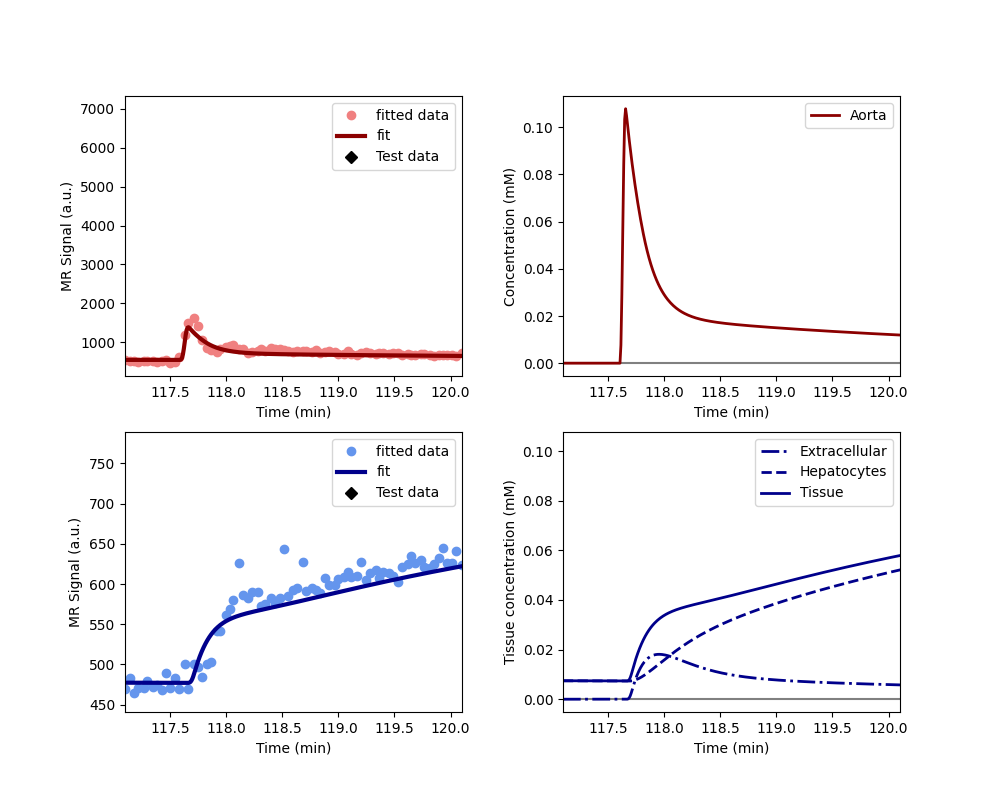 7000
6000
5000
4000
3000
2000
1000
MR Signal (a.u.)
fitted data
fit
Test data
117.5 118.0 118.5 119.0 119.5 120.0
Time (min)
0.10
0.08
0.06
0.04
0.02
0.00
Concentration (mM)
Aorta
117.5 118.0 118.5 119.0 119.5 120.0
Time (min)
750
700
650
600
550
500
450
MR Signal (a.u.)
fitted data
fit
Test data
117.5 118.0 118.5 119.0 119.5 120.0
Time (min)
0.10
0.08
0.06
0.04
0.02
0.00
Tissue concentration (mM)
Extracellular
Hepatocytes
Tissue
117.5 118.0 118.5 119.0 119.5 120.0
Time (min)